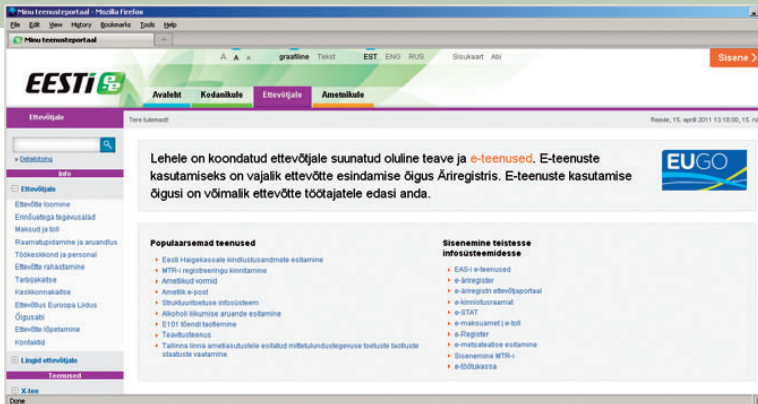 Minu teenusteportaal - Mozilla Firefox
File Edit View History Bookmarks Tools Help
Minu teenusteportaal
A A A graafiline Tekst EST ENG RUS Sisukaart Abi
Sisene
EESTi
Avaleht Kodanikule Ettevõtjale Ametnikule
Ettevõtjale
Tere tulemast!
Reede, 15. aprill 2011 13:18:00, 15. nä
» Detailotsing
Info
Ettevõtjale
Ettevõtte loomine
Erinõuetega tegevusalad
Maksud ja toll
Raamatupidamine ja aruandlus
Töökeskkond ja personal
Ettevõtte rahastamine
Tarbijakaitse
Keskkonnakaitse
Ettevõtlus Euroopa Liidus
Õigusabi
Ettevõtte lõpetamine
Kontaktid
Lingid ettevõtjale
Teenused
X-tee
Lehele on koondatud ettevõtjale suunatud oluline teave ja e-teenused. E-teenuste
kasutamiseks on vajalik ettevõtte esindamise õigus Äriregistris. E-teenuste kasutamise
õigusi on võimalik ettevõtte töötajatele edasi anda.
EUGO
Populaarsemad teenused
Eesti Haigekassale kindlustusandmete esitamine
MTR-i registreeringu kinnitamine
Ametlikud vormid
Ametlik e-post
Struktuuritoetuse infosüsteem
Alkoholi liikumise aruande esitamine
E101 tõendi taotlemine
Teavitusteenus
Tallinna linna ametiasutustele esitatud mittetulundustegevuse toetuste taotluste
staatuste vaatamine
Sisenemine teistesse
infosüsteemidesse
EAS-i e-teenused
e-äriregister
e-äriregistri ettevõtjaportaal
e-kinnistusraamat
e-STAT
e-maksuamet | e-toll
e-Register
e-metsateatise esitamine
Sisenemine MTR-i
e-töötukassa
Done